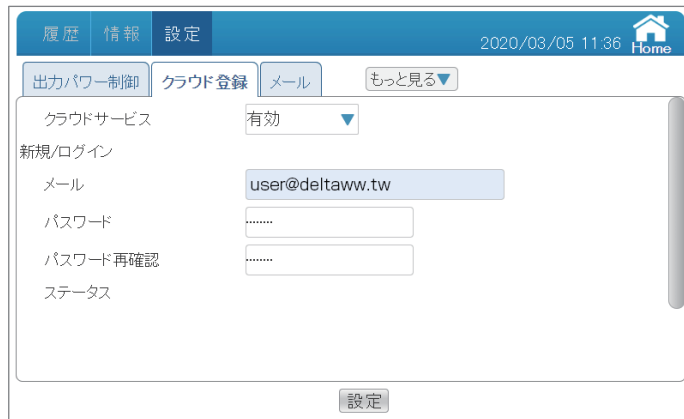 履歴 情報 設定 2020/03/05 11:36 Home
出力パワー制御 クラウド登録 メール もっと見る▼
クラウドサービス 有効 ▼
新規/ログイン
メール user@deltaww.tw
パスワード ........
パスワード再確認 ........
ステータス
設定